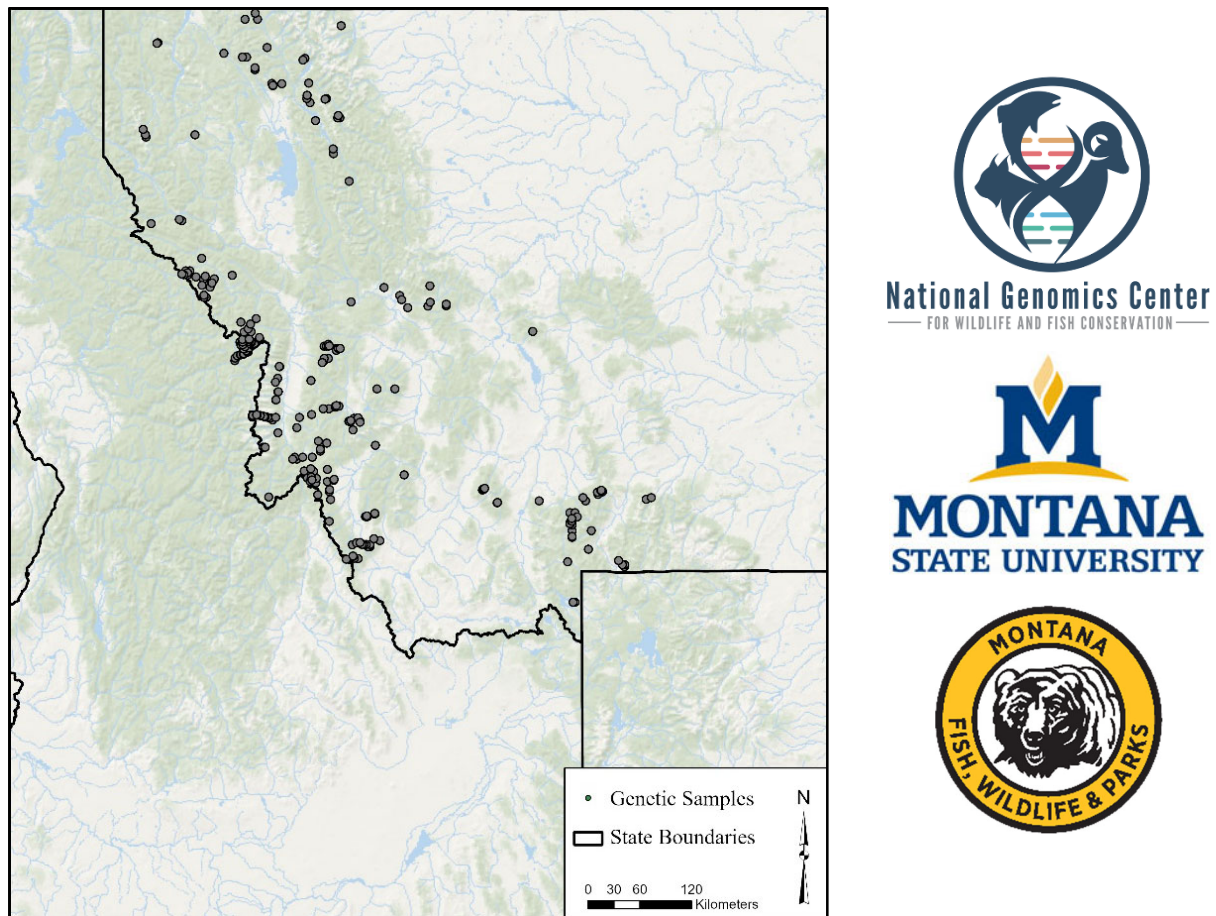 Genetic Samples
N
State Boundaries
0 30 60 120
Kilometers
National Genomics Center
FOR WILDLIFE AND FISH CONSERVATION
M
MONTANA
STATE UNIVERSITY
MONTANA
FISH, WILDLIFE & PARKS